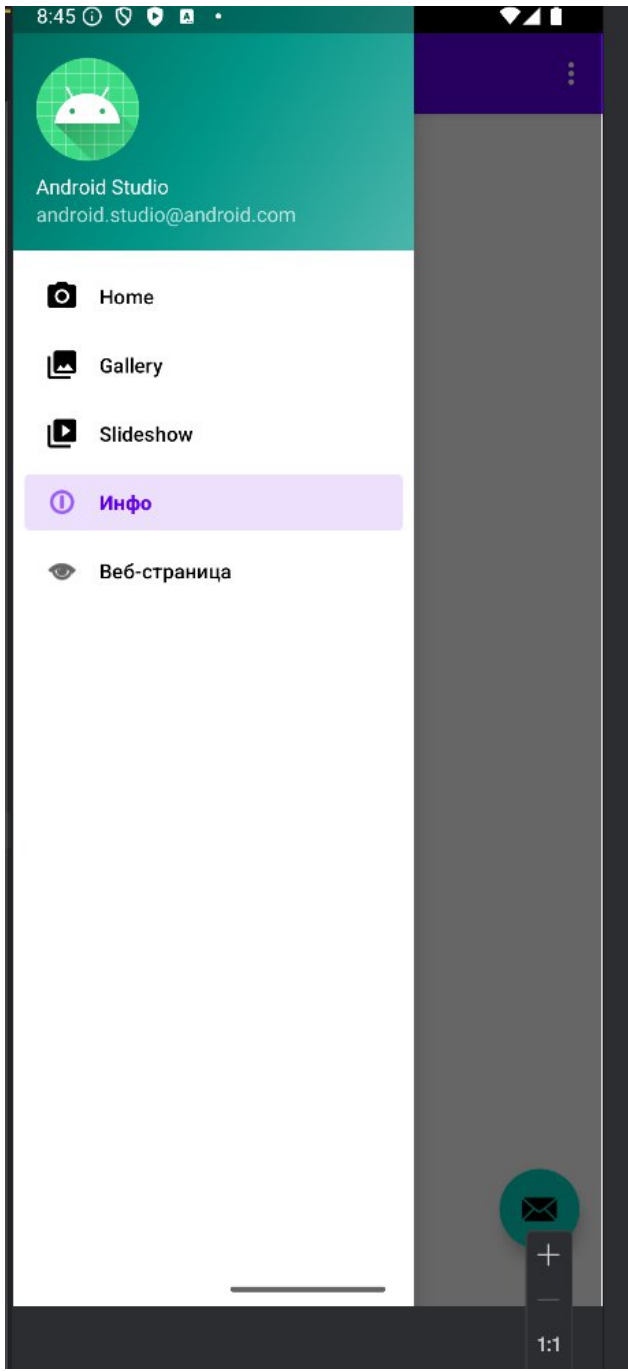 8:45
Android Studio
android.studio@android.com
Home
Gallery
Slideshow
Инфо
Веб-страница
1:1